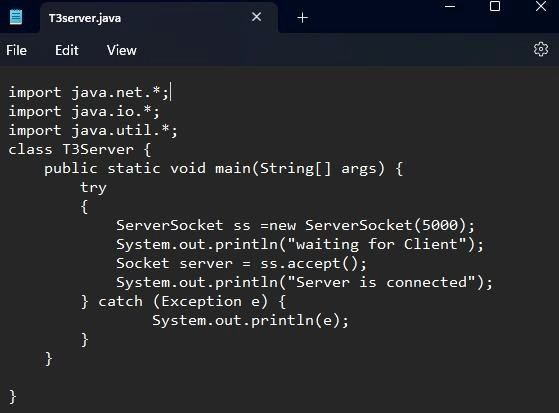 T3server.java
File Edit View
import java.net.*;
import java.io.*;
import java.util.*;
class T3Server {
    public static void main(String[] args) {
        try
        {
            ServerSocket ss =new ServerSocket(5000);
            System.out.println("waiting for Client");
            Socket server = ss.accept();
            System.out.println("Server is connected");
        } catch (Exception e) {
                System.out.println(e);
        }
    }
}